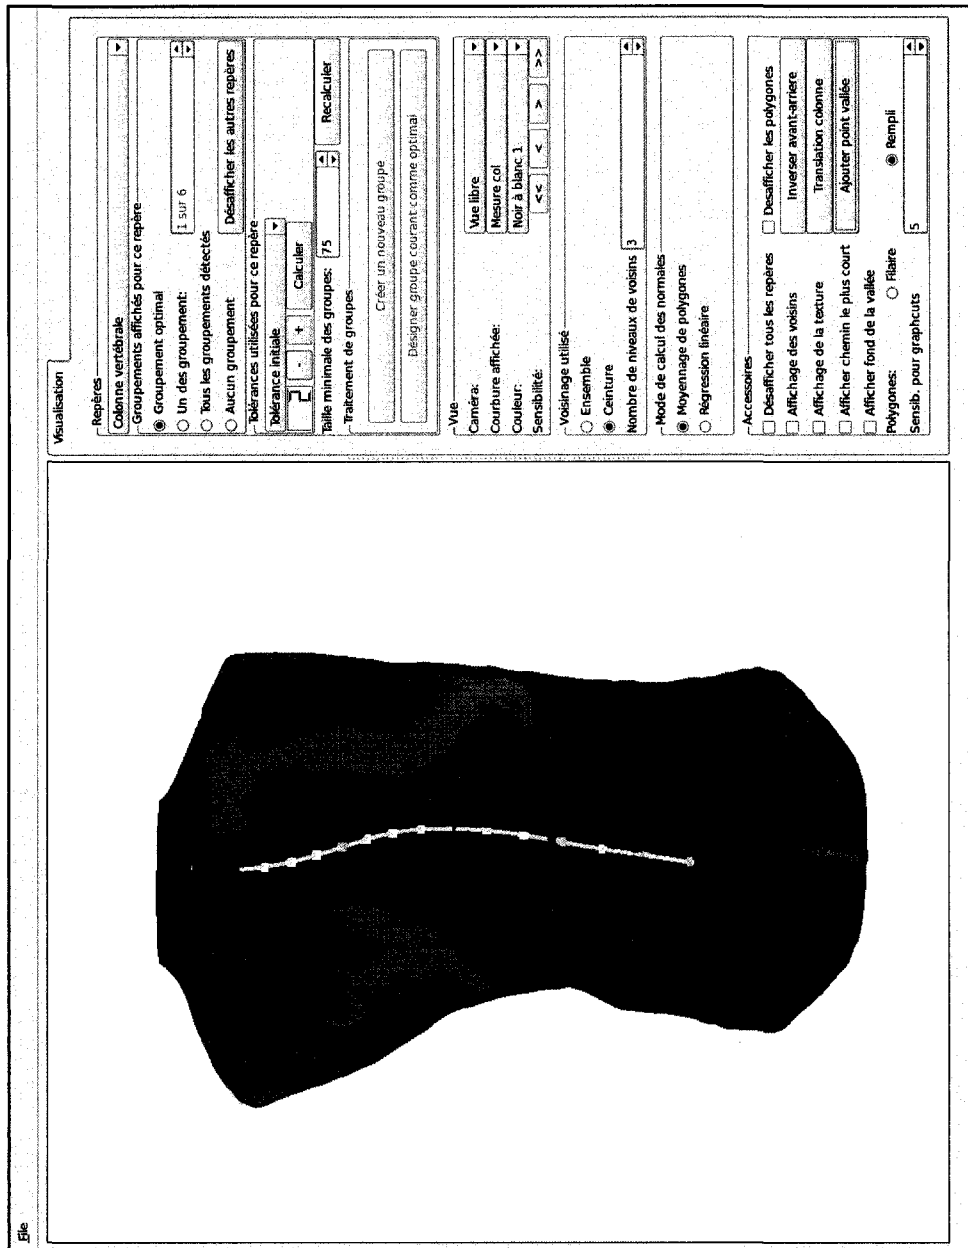 File
Visualisation
Repères
Colonne vertébrale
Groupements affichés pour ce repère
Groupement optimal
Un des groupement:
1 sur 6
Tous les groupements détectés
Aucun groupement
Désafficher les autres repères
Tolérances utilisées pour ce repère
Tolérance initiale
2
-
+
Calculer
Taille minimale des groupes:
75
Recalculer
Traitement de groupes
Créer un nouveau groupe
Désigner groupe courant comme optimal
Vue
Caméra:
Vue libre
Courbure affichée:
Mesure col
Couleur:
Noir à blanc 1
Sensibilité:
<<
<
>
>>
Voisinage utilisé
Ensemble
Ceinture
Nombre de niveaux de voisins
3
Mode de calcul des normales
Moyennage de polygones
Régression linéaire
Accessoires
Désafficher tous les repères
Desafficher les polygones
Affichage des voisins
Inverser avant-arriere
Affichage de la texture
Translation colonne
Afficher chemin le plus court
Ajouter point vallée
Afficher fond de la vallée
Polygones:
Filaire
Rempli
Sensib. pour graphcuts
5